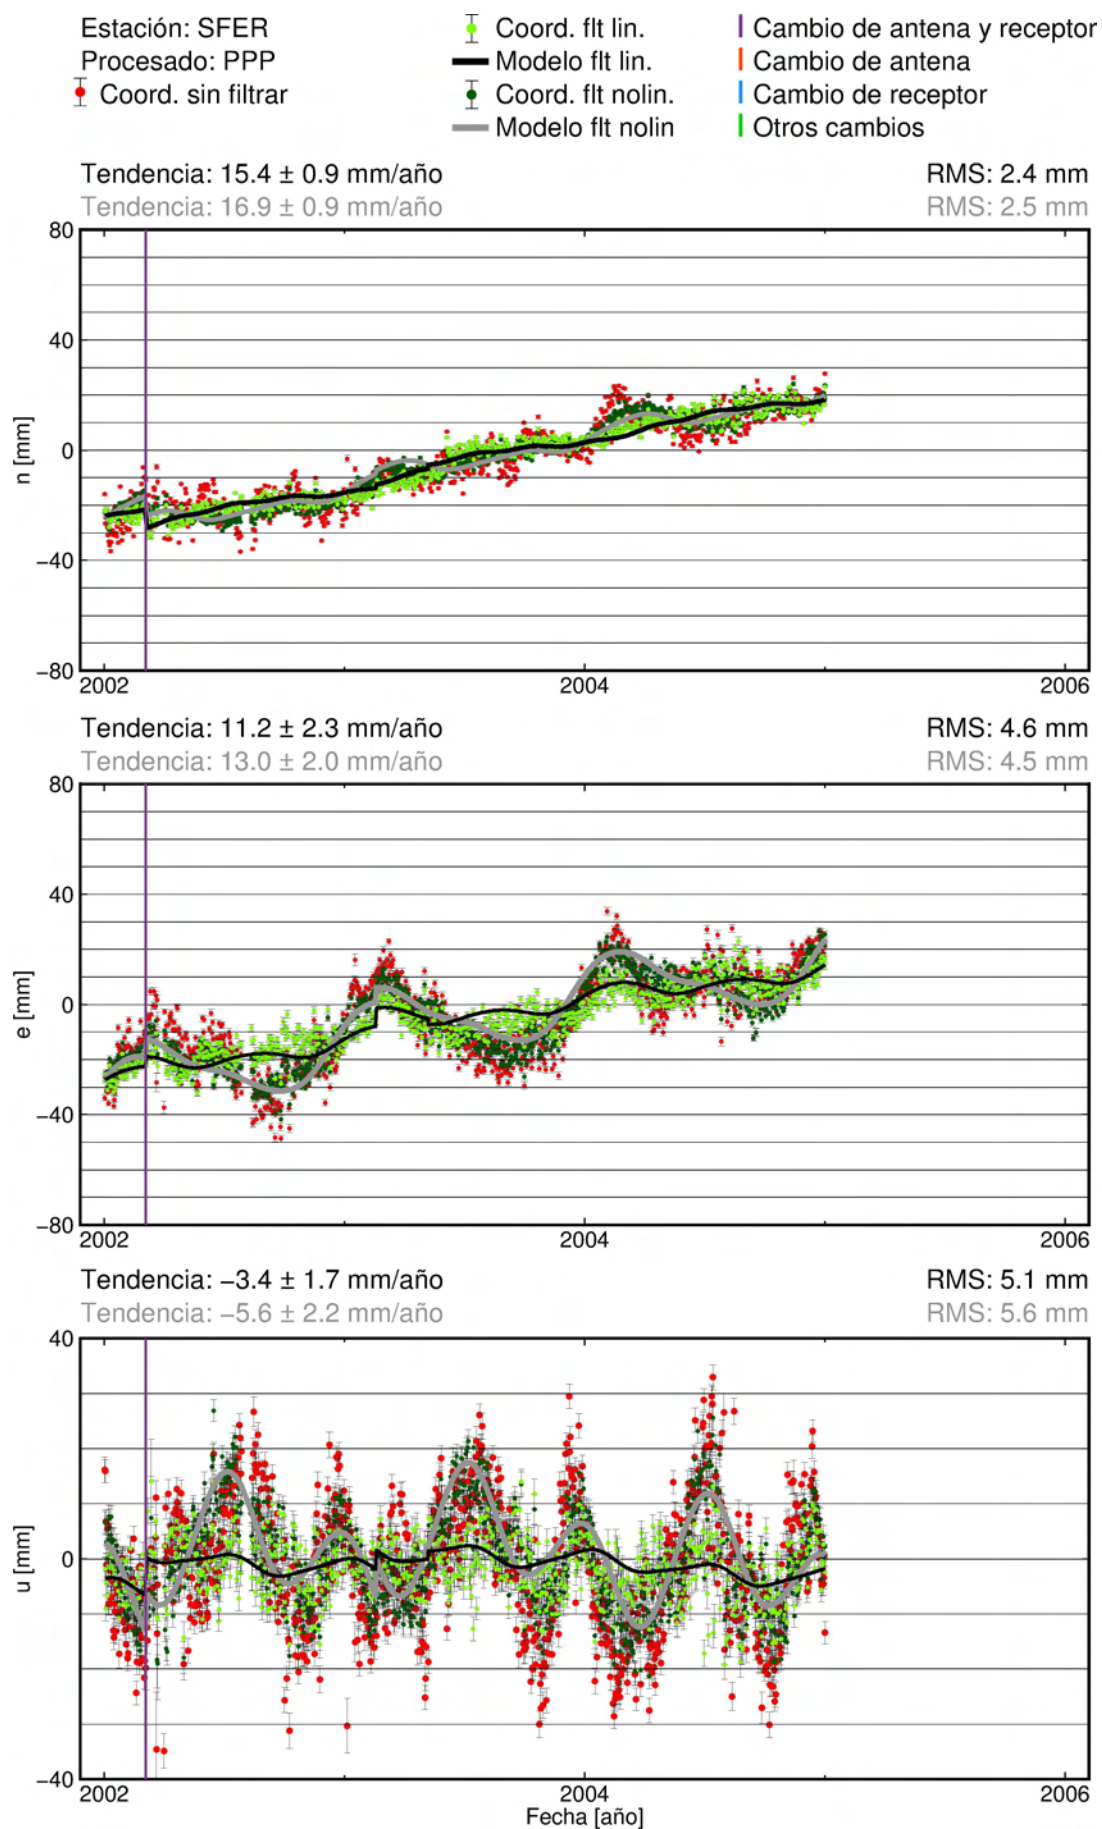 Estación: SFER
Procesado: PPP
Coord. sin filtrar
Coord. flt lin.
Modelo flt lin.
Coord. flt nolin.
Modelo flt nolin
Cambio de antena y receptor
Cambio de antena
Cambio de receptor
Otros cambios
Tendencia: 15.4 ± 0.9 mm/año RMS: 2.4 mm
Tendencia: 16.9 ± 0.9 mm/año RMS: 2.5 mm
80
40
0
−40
−80
n [mm]
2002 2004 2006
Tendencia: 11.2 ± 2.3 mm/año RMS: 4.6 mm
Tendencia: 13.0 ± 2.0 mm/año RMS: 4.5 mm
80
40
0
−40
−80
e [mm]
2002 2004 2006
Tendencia: −3.4 ± 1.7 mm/año RMS: 5.1 mm
Tendencia: −5.6 ± 2.2 mm/año RMS: 5.6 mm
40
0
−40
u [mm]
2002 2004 2006
Fecha [año]